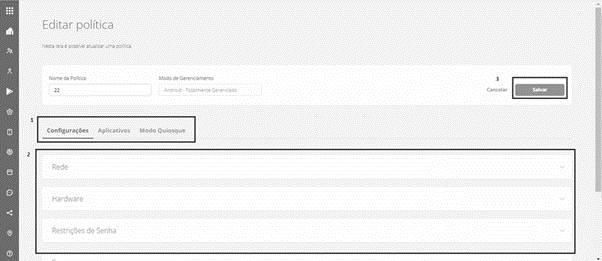 Editar política
Nesta tela é possível atualizar uma política.
Nome da Política
Modo de Gerenciamento
3
22
Android - Totalmente Gerenciado
Cancelar
Salvar
1
Configurações
Aplicativos
Modo Quiosque
2
Rede
Hardware
Restrições de Senha